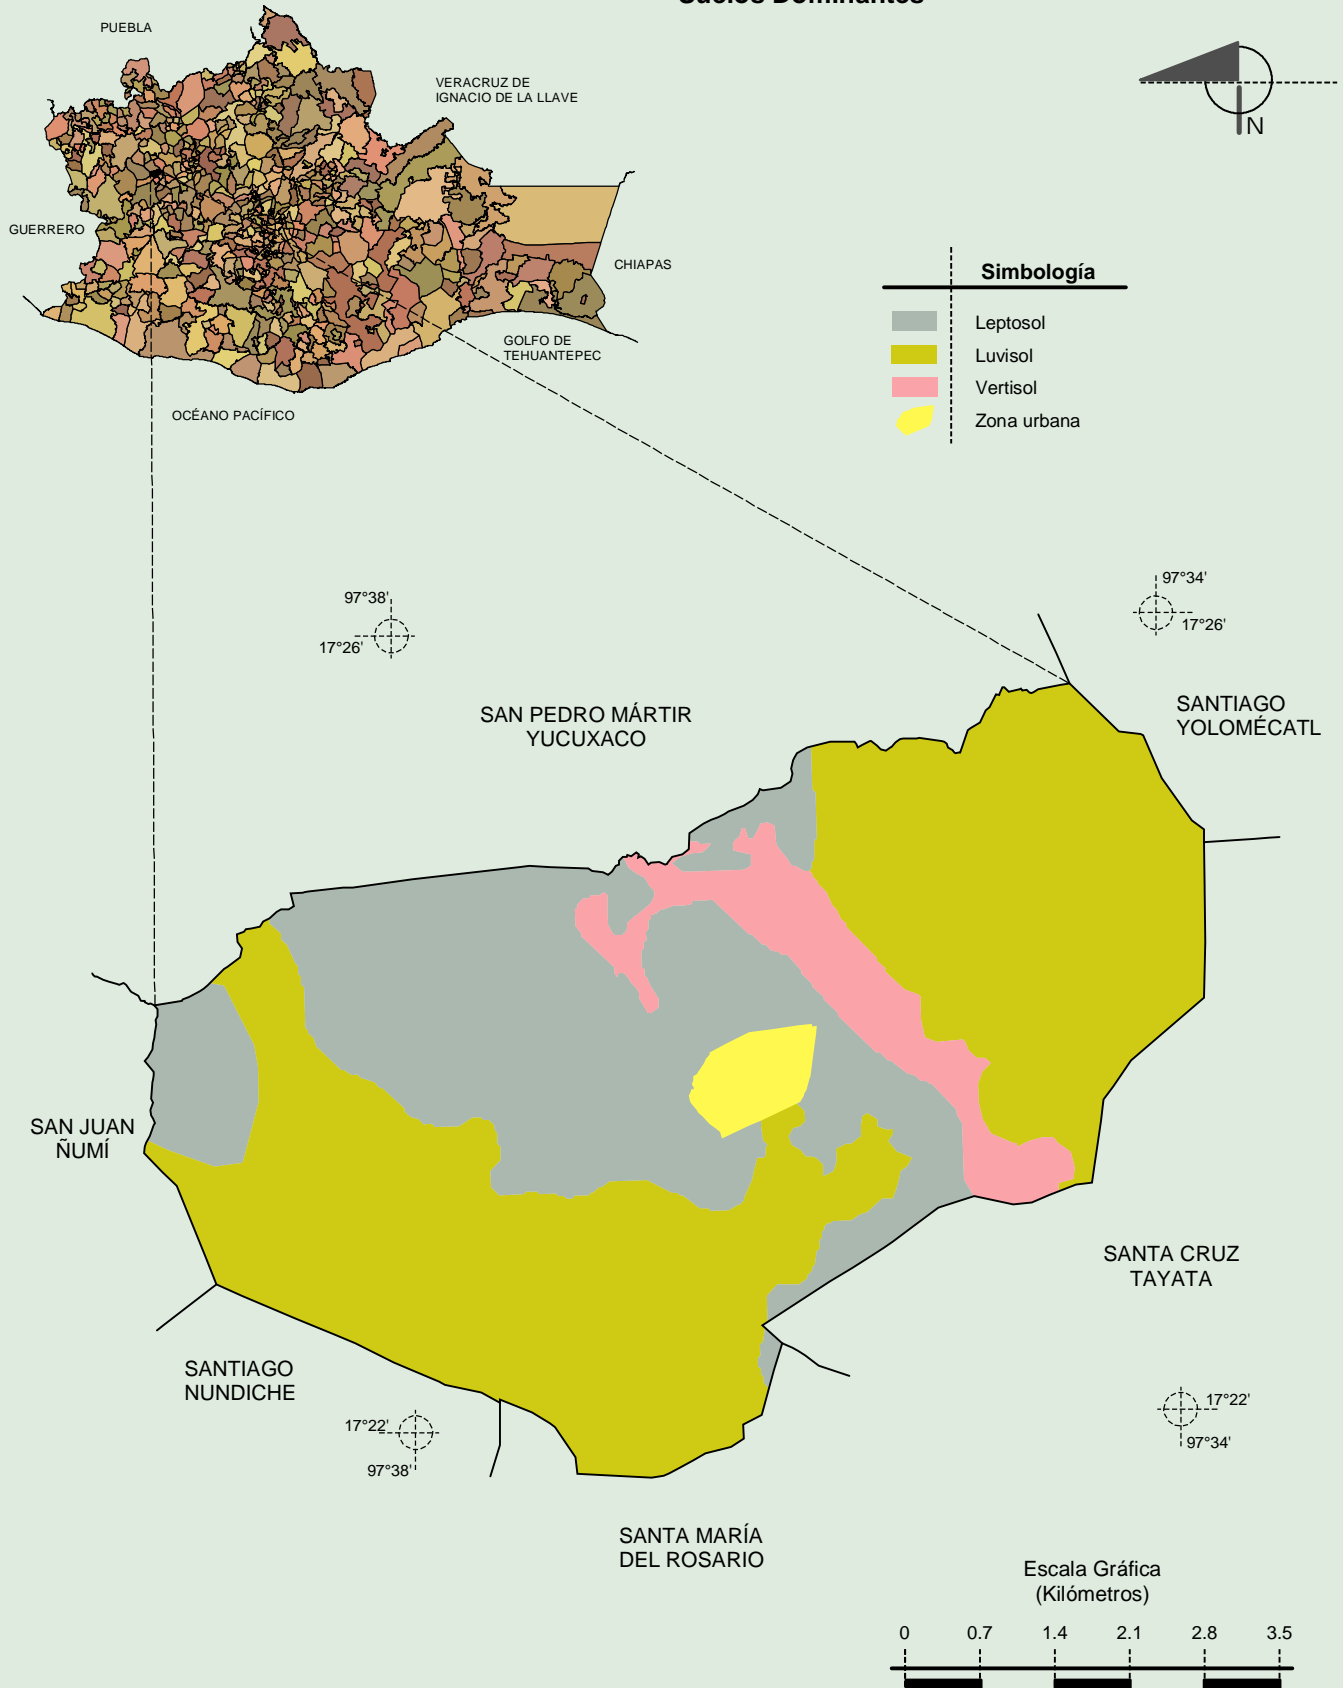 Suelos Dominantes
PUEBLA
VERACRUZ DE
IGNACIO DE LA LLAVE
N
GUERRERO
CHIAPAS
GOLFO DE
TEHUANTEPEC
OCÉANO PACÍFICO
Simbología
Leptosol
Luvisol
Vertisol
Zona urbana
97°38'
17°26'
97°34'
17°26'
SAN PEDRO MÁRTIR
YUCUXACO
SANTIAGO
YOLOMÉCATL
SAN JUAN
ÑUMÍ
SANTA CRUZ
TAYATA
SANTIAGO
NUNDICHE
17°22'
97°38'
17°22'
97°34'
SANTA MARÍA
DEL ROSARIO
Escala Gráfica
(Kilómetros)
0 0.7 1.4 2.1 2.8 3.5